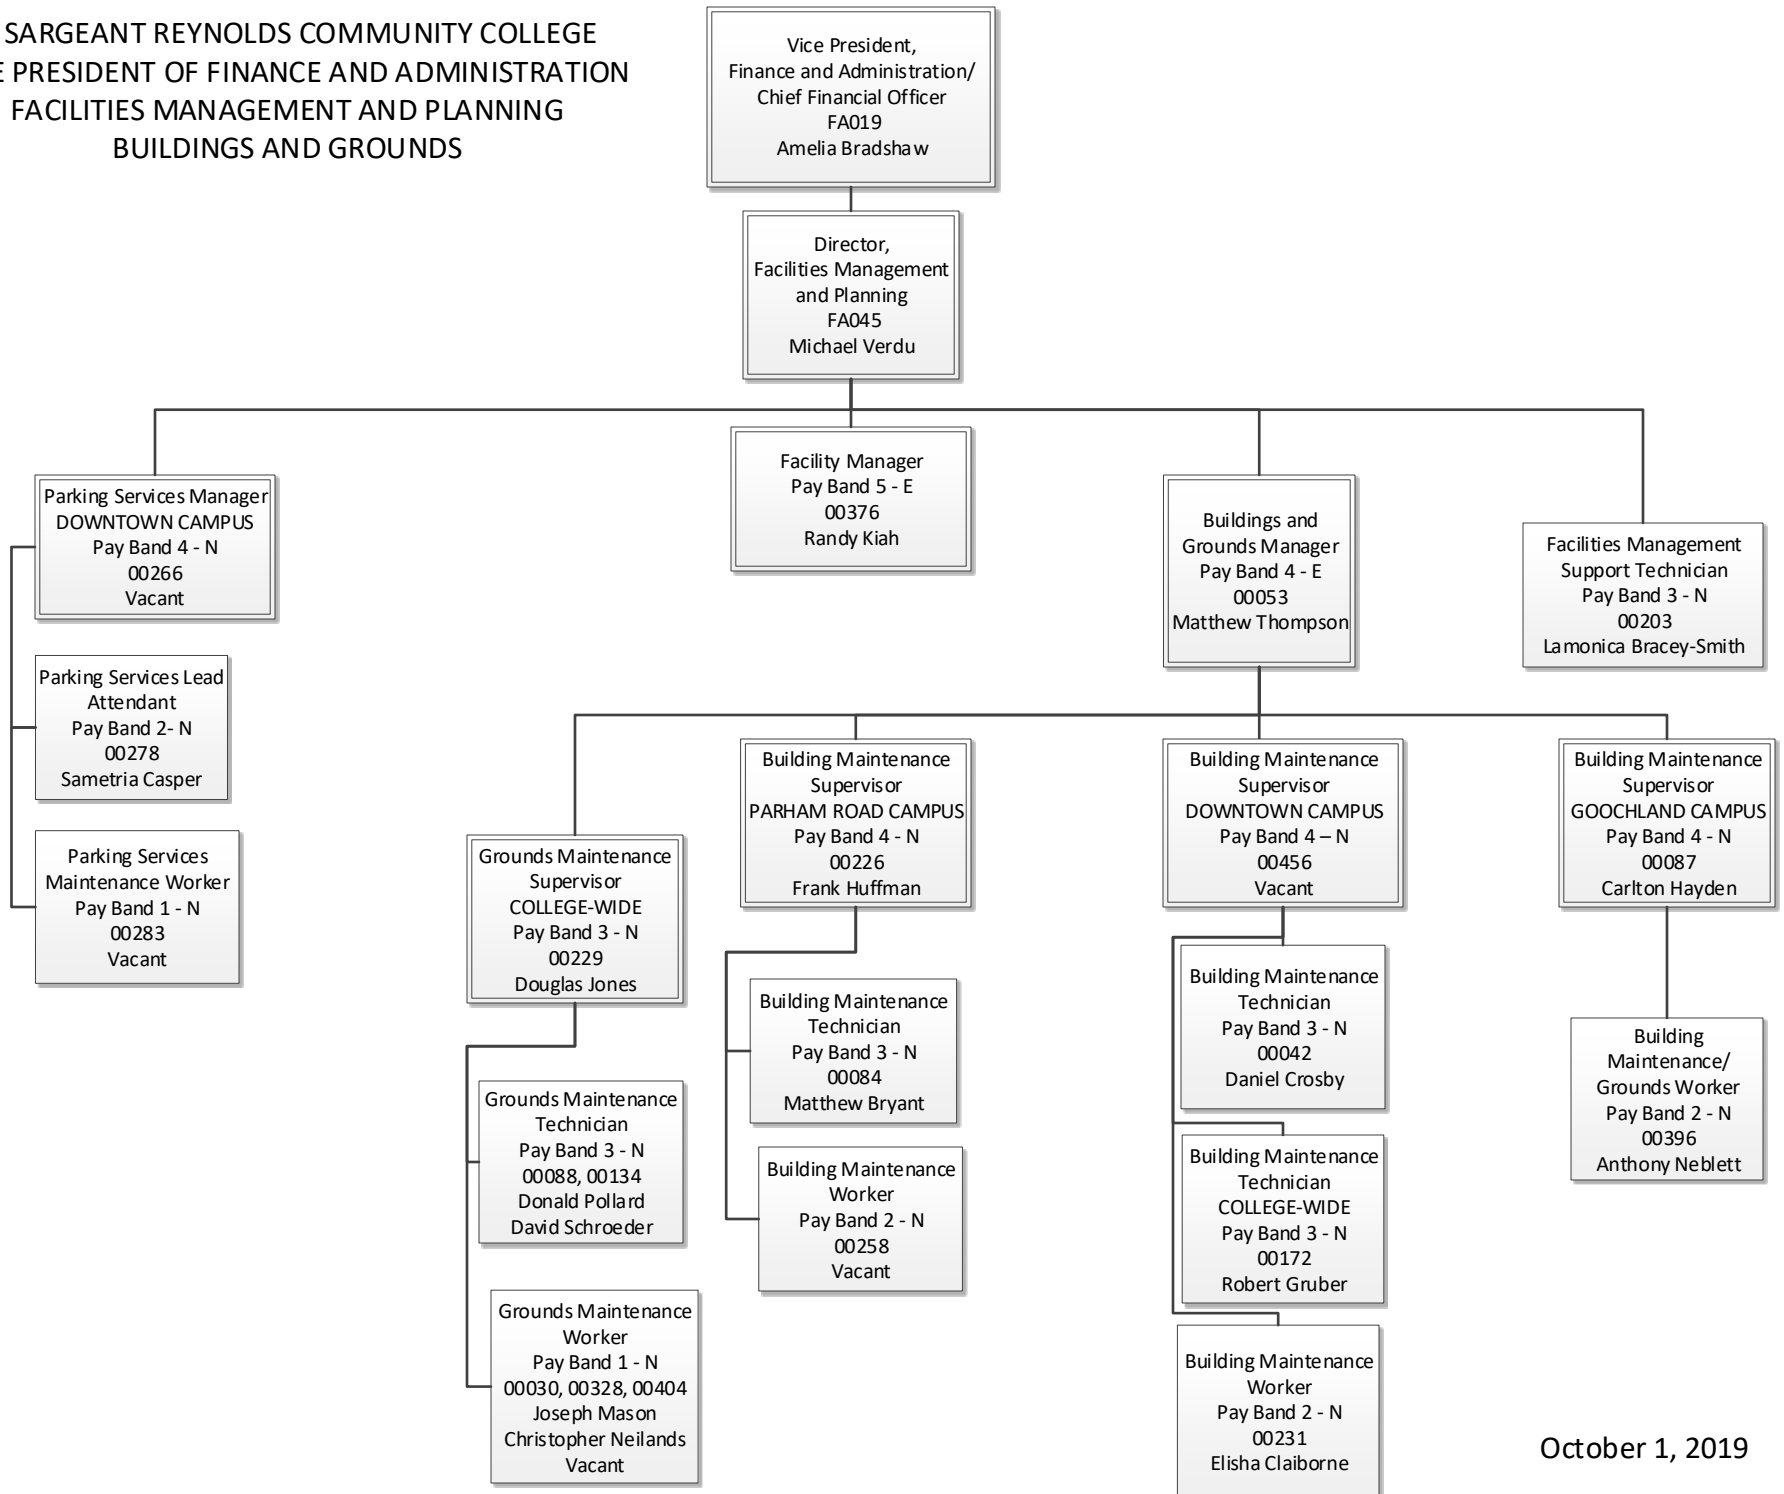 SARGEANT REYNOLDS COMMUNITY COLLEGE
E PRESIDENT OF FINANCE AND ADMINISTRATION
FACILITIES MANAGEMENT AND PLANNING
BUILDINGS AND GROUNDS
Vice President,
Finance and Administration/
Chief Financial Officer
FA019
Amelia Bradshaw
Director,
Facilities Management
and Planning
FA045
Michael Verdu
Parking Services Manager
DOWNTOWN CAMPUS
Pay Band 4 - N
00266
Vacant
Facility Manager
Pay Band 5 - E
00376
Randy Kiah
Buildings and
Grounds Manager
Pay Band 4 - E
00053
Matthew Thompson
Facilities Management
Support Technician
Pay Band 3 - N
00203
Lamonica Bracey-Smith
Parking Services Lead
Attendant
Pay Band 2- N
00278
Sametria Casper
Parking Services
Maintenance Worker
Pay Band 1 - N
00283
Vacant
Grounds Maintenance
Supervisor
COLLEGE-WIDE
Pay Band 3 - N
00229
Douglas Jones
Building Maintenance
Supervisor
PARHAM ROAD CAMPUS
Pay Band 4 - N
00226
Frank Huffman
Building Maintenance
Supervisor
DOWNTOWN CAMPUS
Pay Band 4 – N
00456
Vacant
Building Maintenance
Supervisor
GOOCHLAND CAMPUS
Pay Band 4 - N
00087
Carlton Hayden
Grounds Maintenance
Technician
Pay Band 3 - N
00088, 00134
Donald Pollard
David Schroeder
Grounds Maintenance
Worker
Pay Band 1 - N
00030, 00328, 00404
Joseph Mason
Christopher Neilands
Vacant
Building Maintenance
Technician
Pay Band 3 - N
00084
Matthew Bryant
Building Maintenance
Worker
Pay Band 2 - N
00258
Vacant
Building Maintenance
Technician
Pay Band 3 - N
00042
Daniel Crosby
Building Maintenance
Technician
COLLEGE-WIDE
Pay Band 3 - N
00172
Robert Gruber
Building Maintenance
Worker
Pay Band 2 - N
00231
Elisha Claiborne
Building
Maintenance/
Grounds Worker
Pay Band 2 - N
00396
Anthony Neblett
October 1, 2019